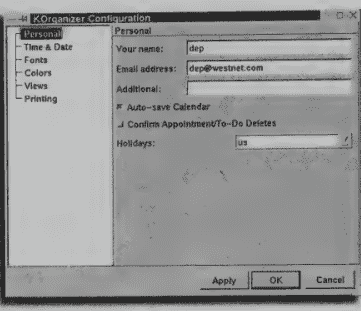 KOrganizer Configuration
Personal
Time & Date
Fonts
Colors
Views
Printing
Personal
Your name: dep
Email address: dep@westnet.com
Additional:
Auto-save Calendar
Confirm Appointment/To--Do Deletes
Holidays: us
Apply OK Cancel